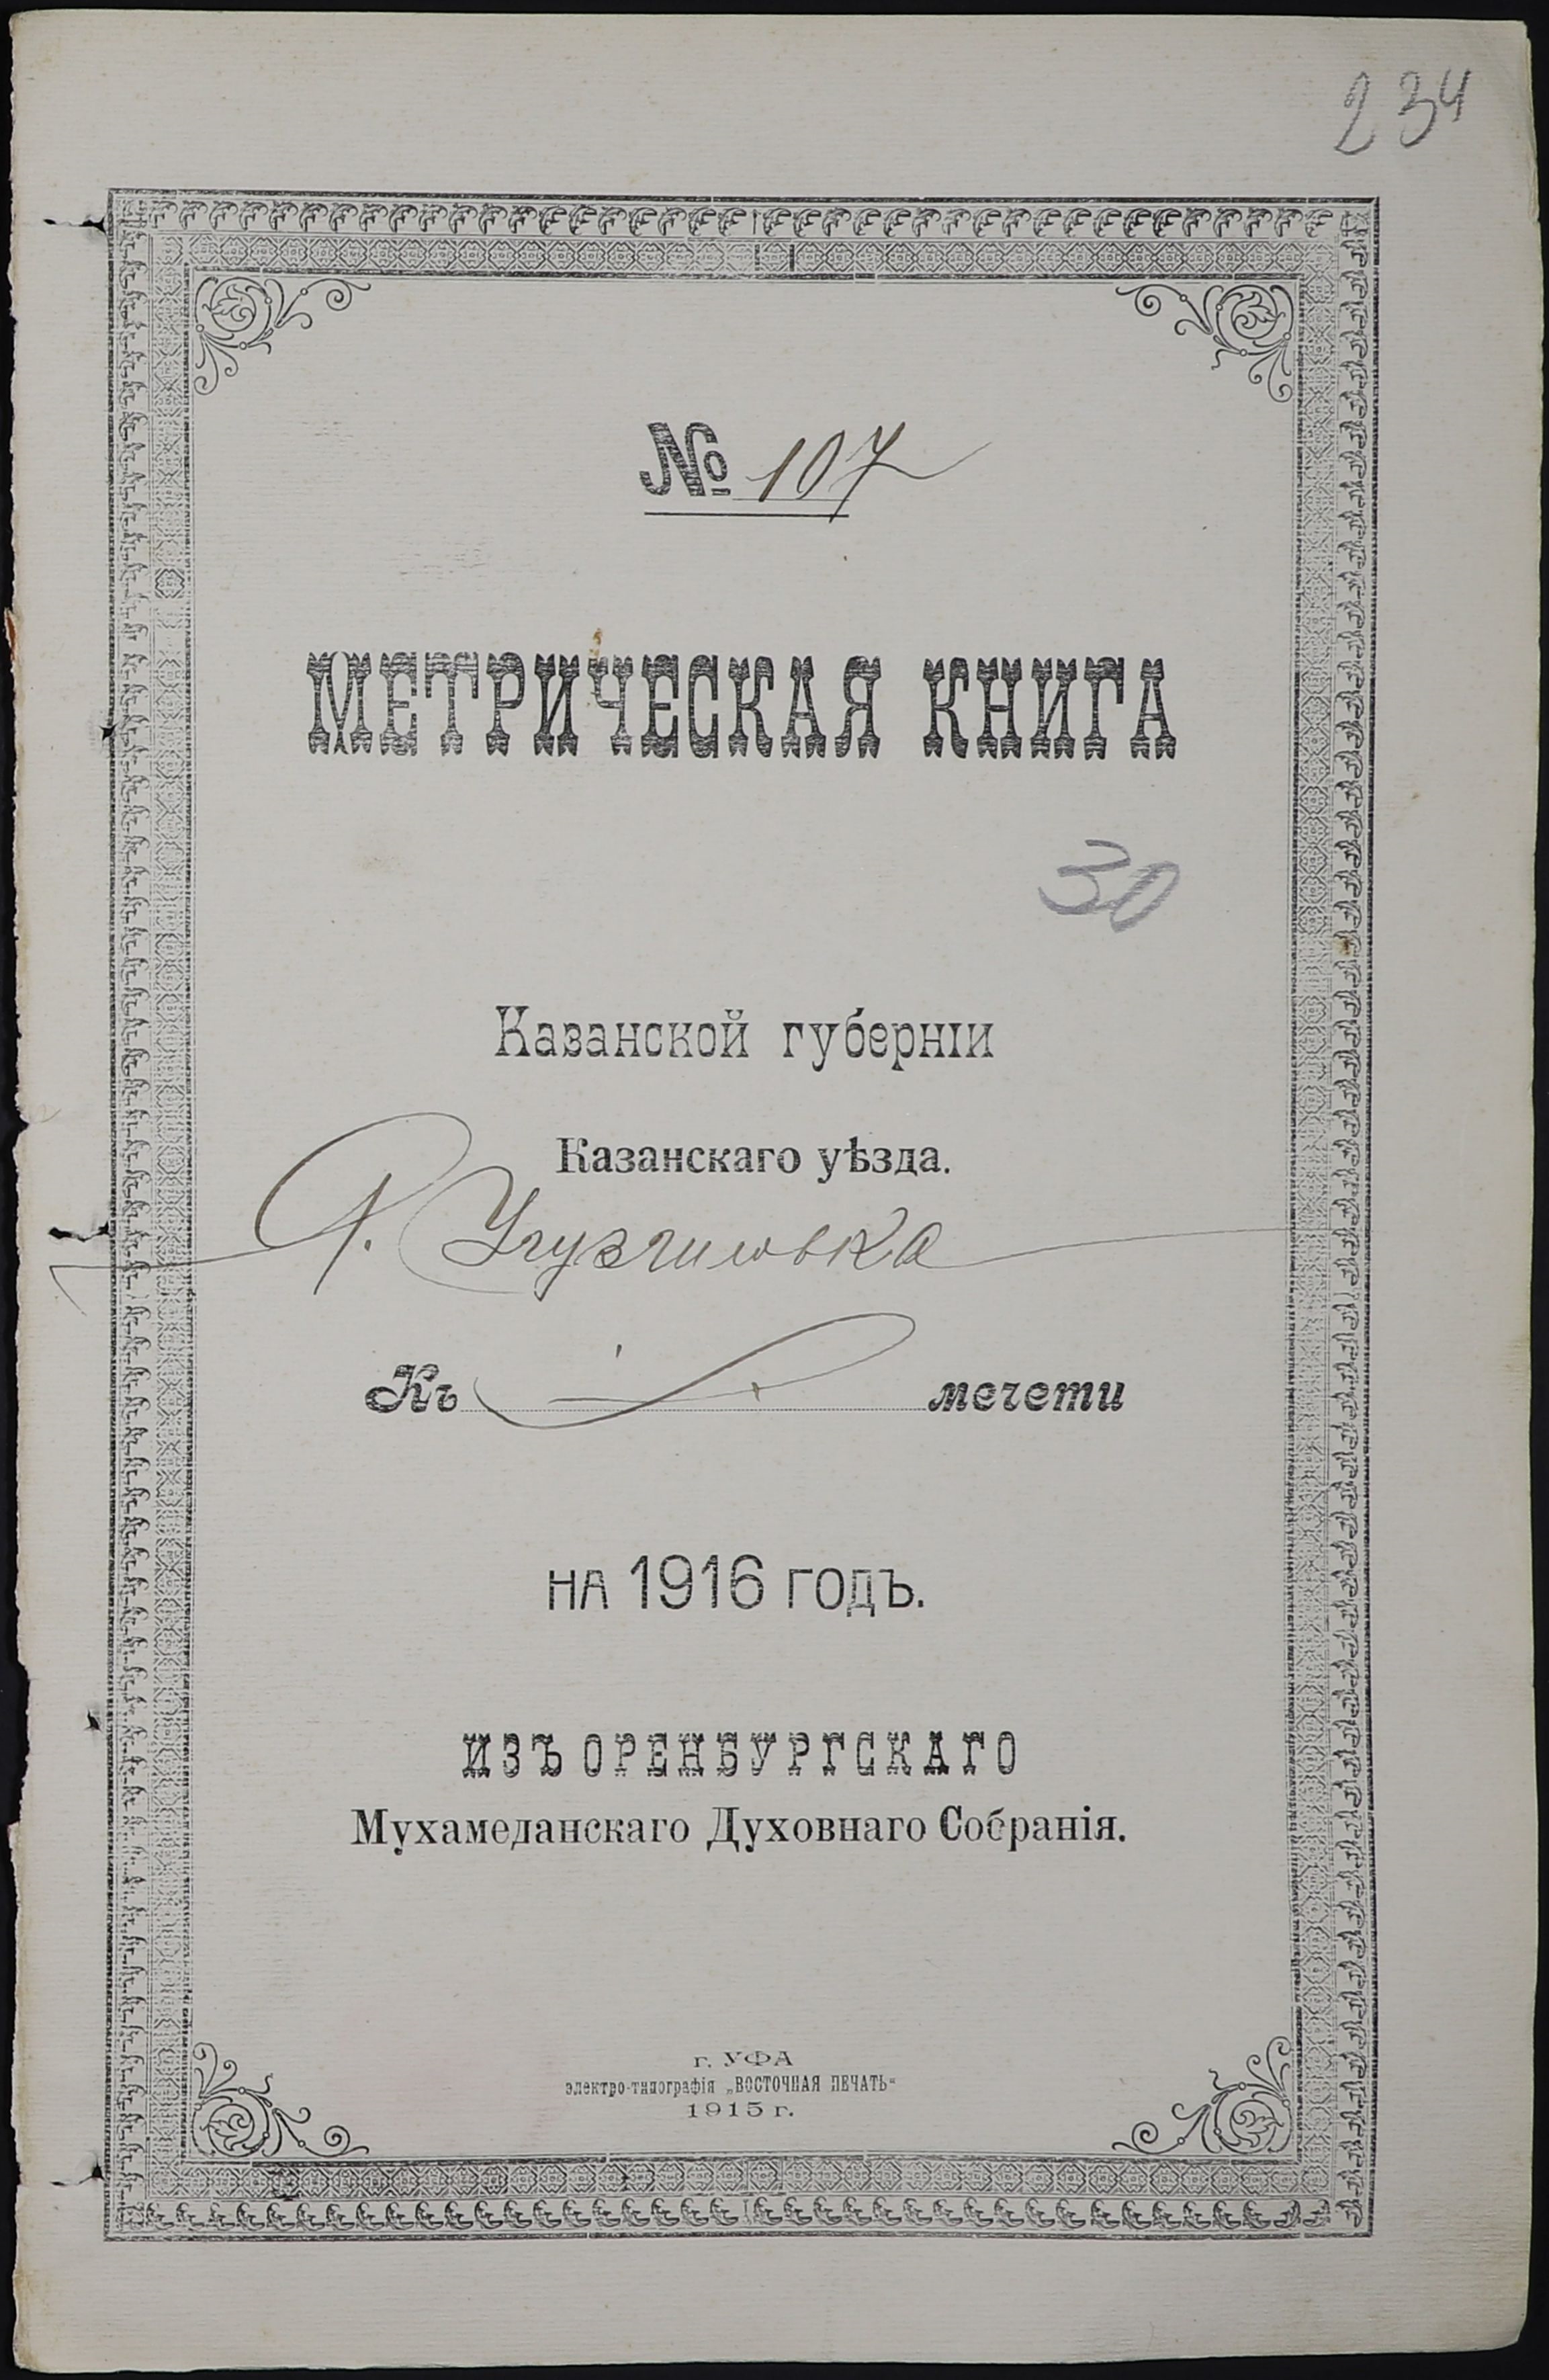 234
№ 107
МЕТРИЧЕСКАЯ КНИГА
30
Казанской губерніи
Казанскаго уѣзда.
Къ мечети
на 1916 годъ.
ИЗЪ ОРЕНБУРГСКАГО
Мухамеданскаго Духовнаго Собранія.
г. УФА
электро-типографія „ВОСТОЧНАЯ ПЕЧАТЬ“
1915 г.